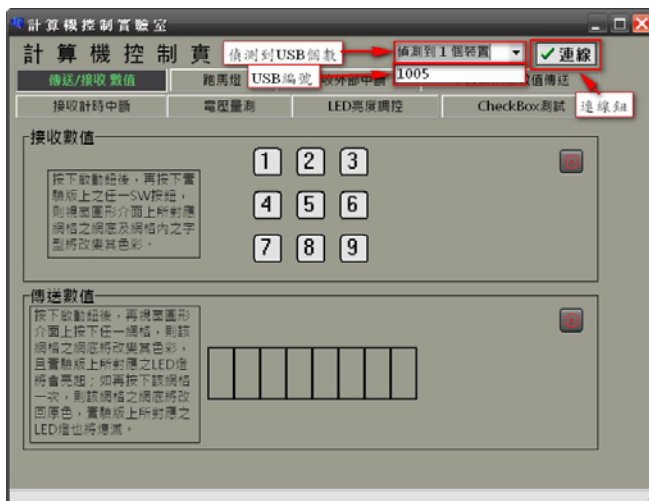 計算機控制實驗室
計 算 機 控 制 實
偵測到USB個數
偵測到 1 個裝置
連線
USB編號
1005
傳送/接收 數值
跑馬燈
收外部中斷
數值傳送
接收計時中斷
電壓量測
LED亮度調控
CheckBox測試
連線鈕
接收數值
按下啟動鈕後，再按下實
驗版上之任一SW按鈕，
則視窗圖形介面上所對應
網格之網底及網格內之字
型將改變其色彩。
1 2 3
4 5 6
7 8 9
傳送數值
按下啟動鈕後，再視窗圖形
介面上按下任一網格，則該
網格之網底將改變其色彩，
且實驗版上所對應之LED燈
將會亮起；如再按下該網格
一次，則該網格之網底將改
回原色，實驗版上所對應之
LED燈也將熄滅。